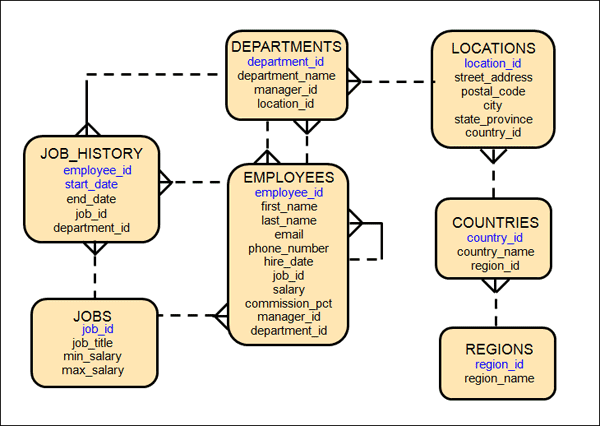 DEPARTMENTS
department_id
department_name
manager_id
location_id
LOCATIONS
location_id
street_address
postal_code
city
state_province
country_id
JOB_HISTORY
employee_id
start_date
end_date
job_id
department_id
EMPLOYEES
employee_id
first_name
last_name
email
phone_number
hire_date
job_id
salary
commission_pct
manager_id
department_id
COUNTRIES
country_id
country_name
region_id
JOBS
job_id
job_title
min_salary
max_salary
REGIONS
region_id
region_name